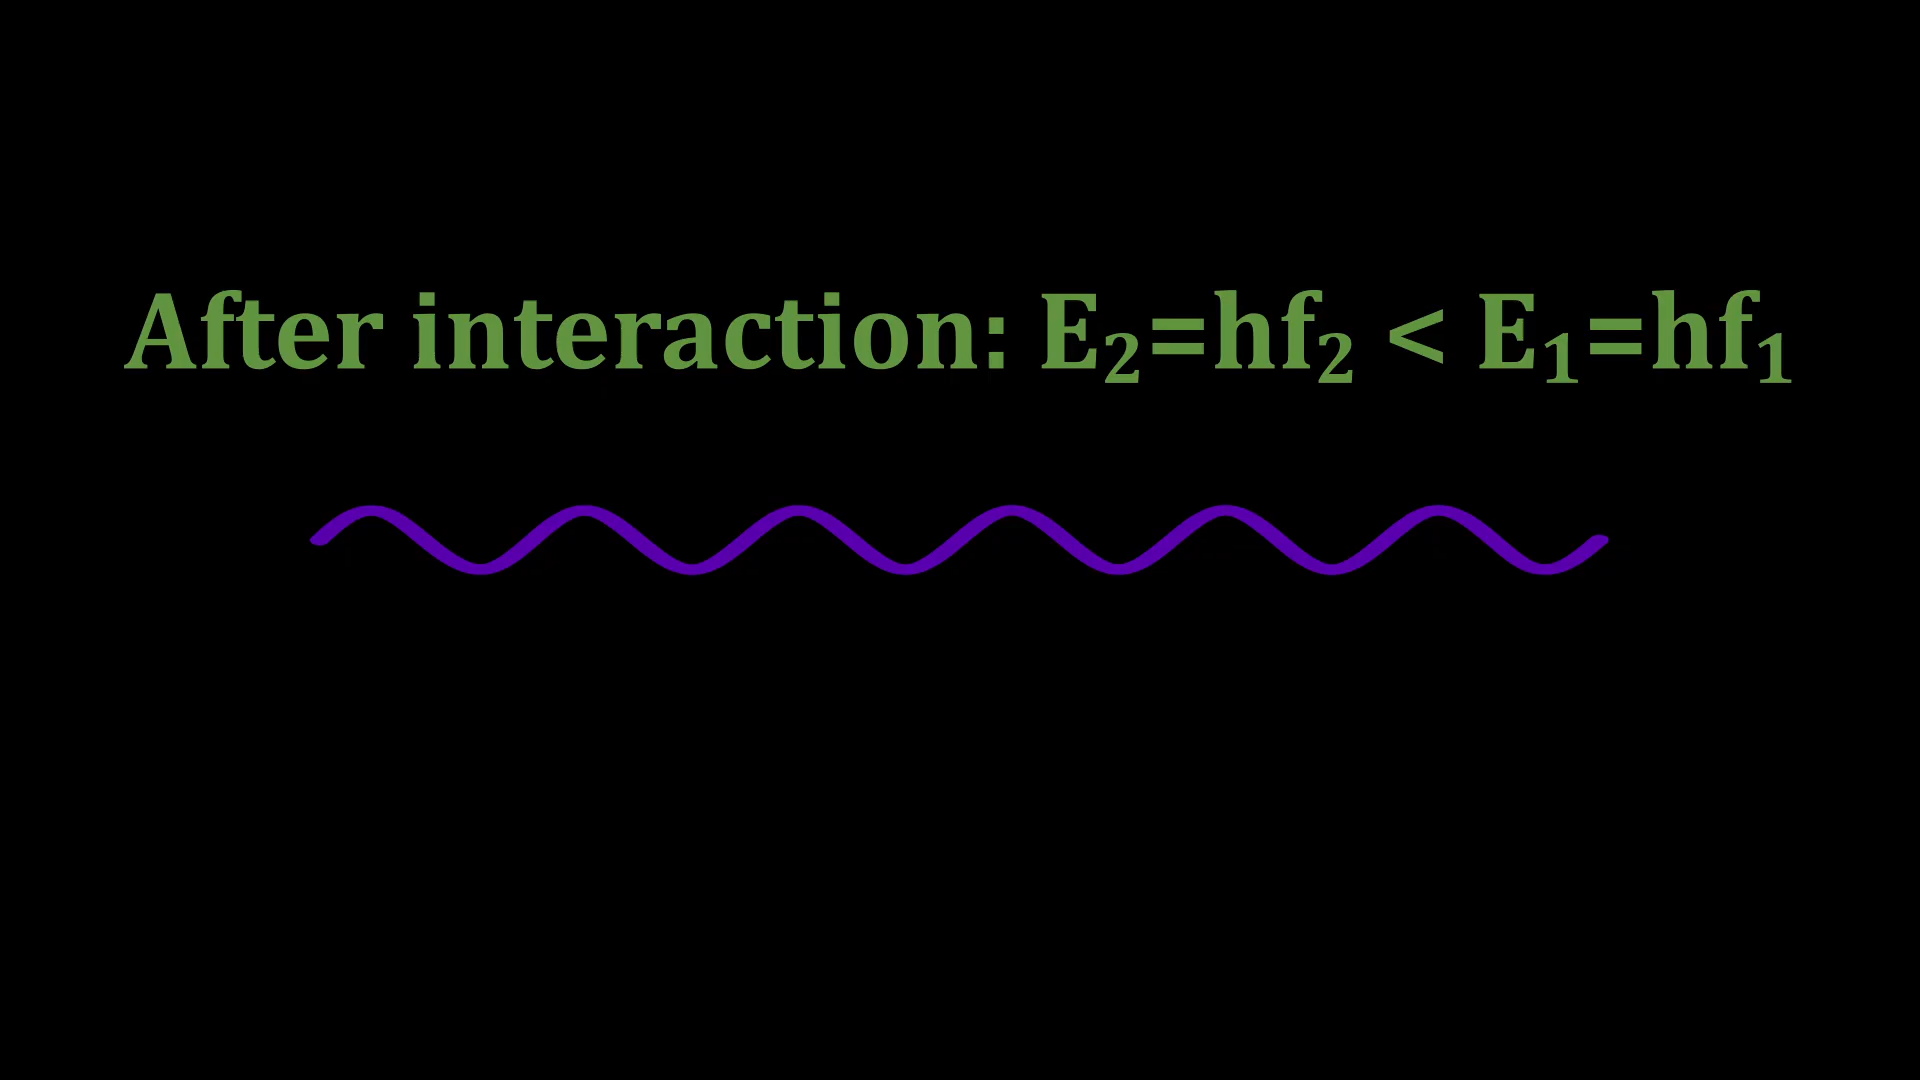 After interaction: E₂=hf₂ < E₁=hf₁